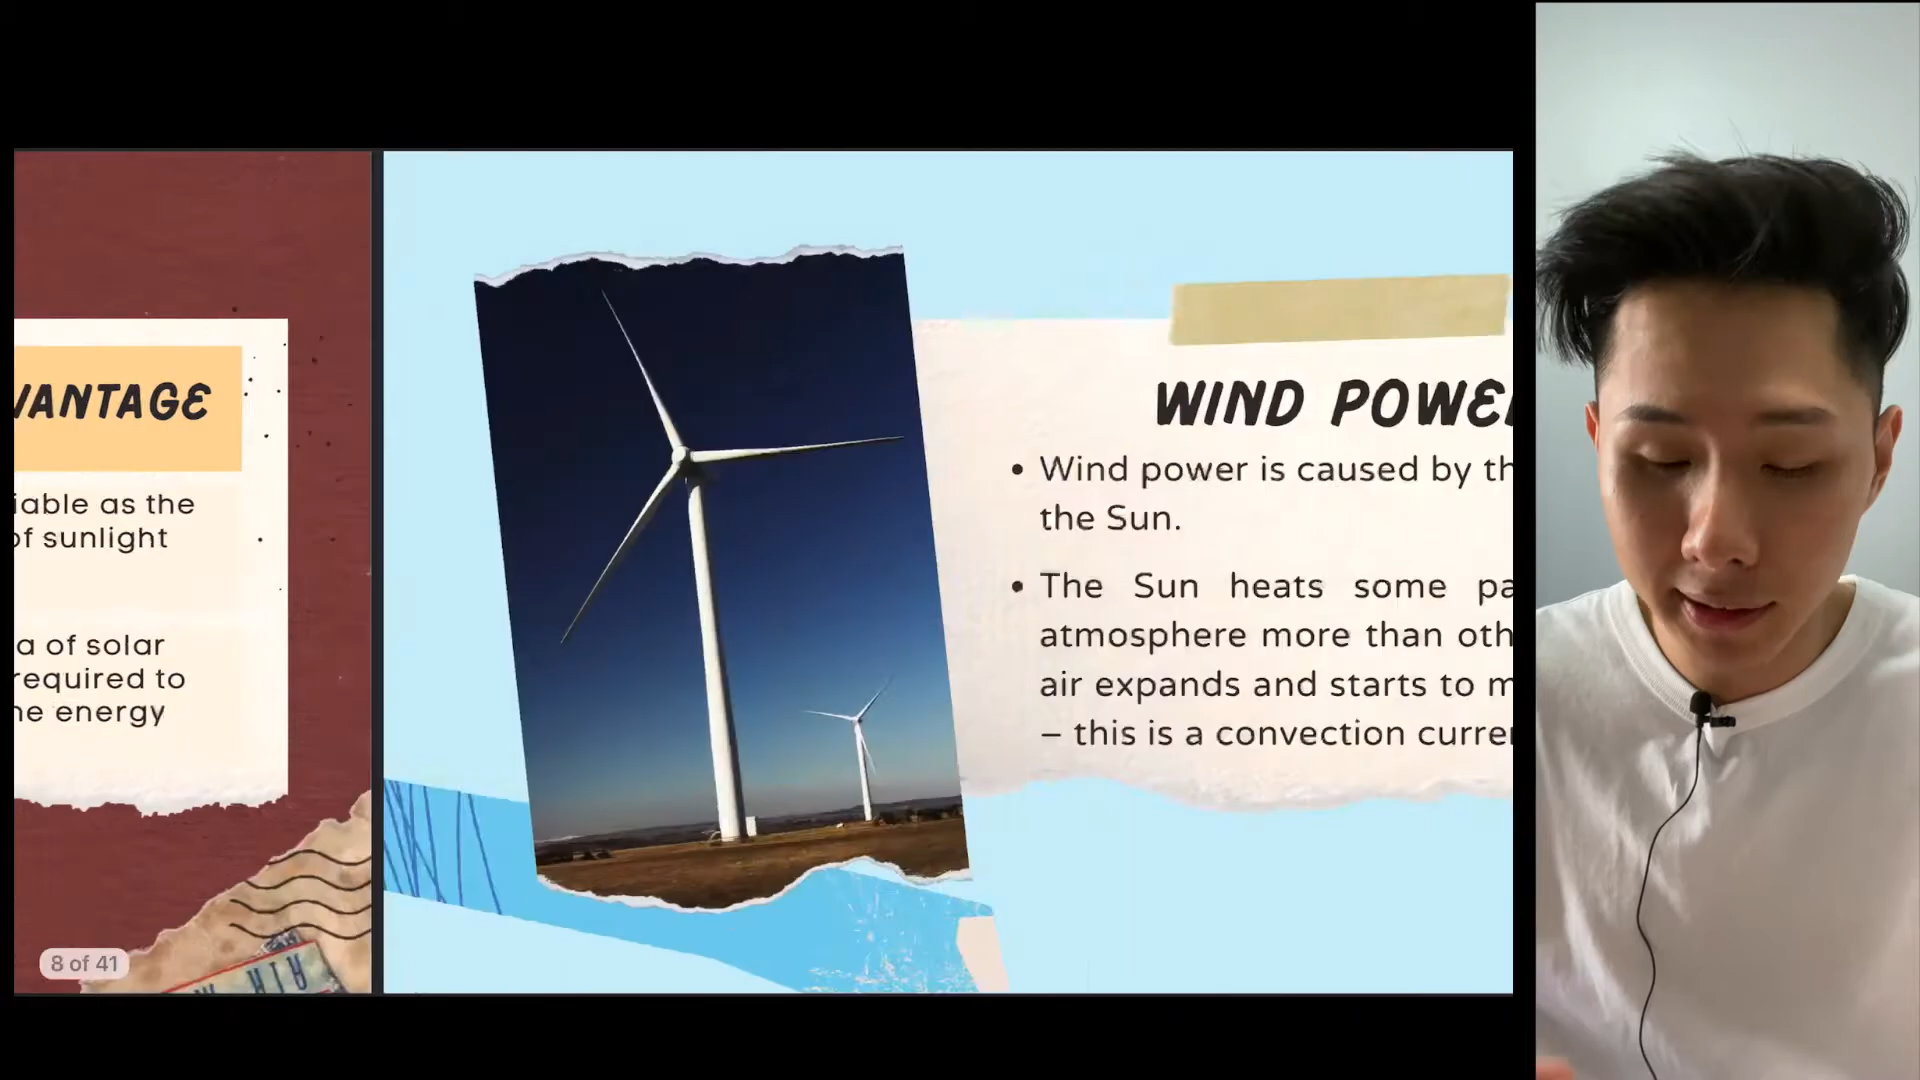 VANTAGE
iable as the
of sunlight
a of solar
required to
he energy
8 of 41
WIND POWE
• Wind power is caused by th
the Sun.
• The Sun heats some pa
atmosphere more than oth
air expands and starts to m
– this is a convection curre